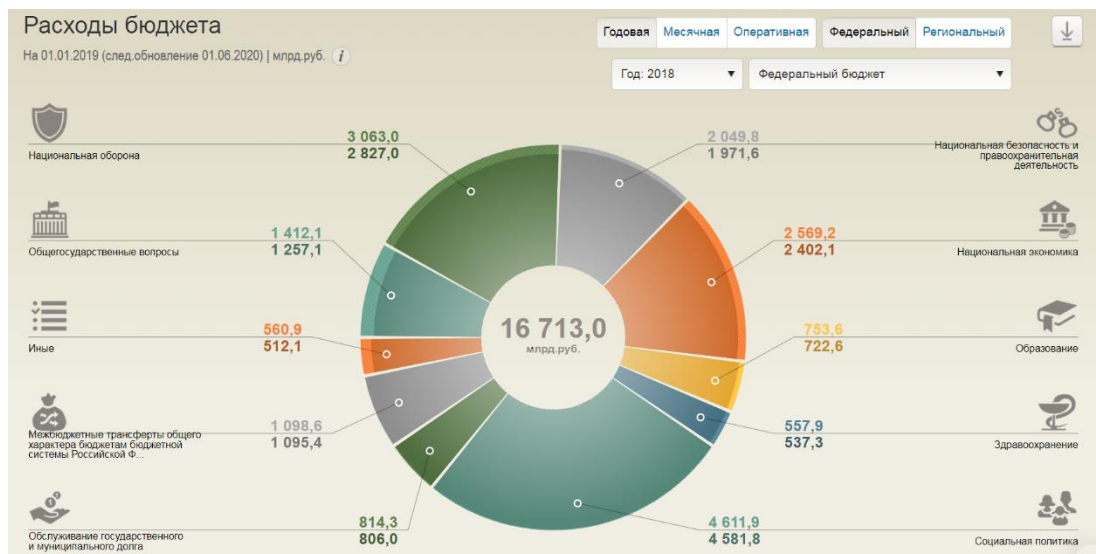 Расходы бюджета
На 01.01.2019 (след.обновление 01.06.2020) | млрд.руб. i
Годовая Месячная Оперативная Федеральный Региональный
Год: 2018 Федеральный бюджет
Национальная оборона
3 063,0
2 827,0
2 049,8
1 971,6
Национальная безопасность и
правоохранительная
деятельность
Общегосударственные вопросы
1 412,1
1 257,1
2 569,2
2 402,1
Национальная экономика
Иные
560,9
512,1
16 713,0
млрд.руб.
753,6
722,6
Образование
Межбюджетные трансферты общего
характера бюджетам бюджетной
системы Российской Ф...
1 098,6
1 095,4
557,9
537,3
Здравоохранение
Обслуживание государственного
и муниципального долга
814,3
806,0
4 611,9
4 581,8
Социальная политика